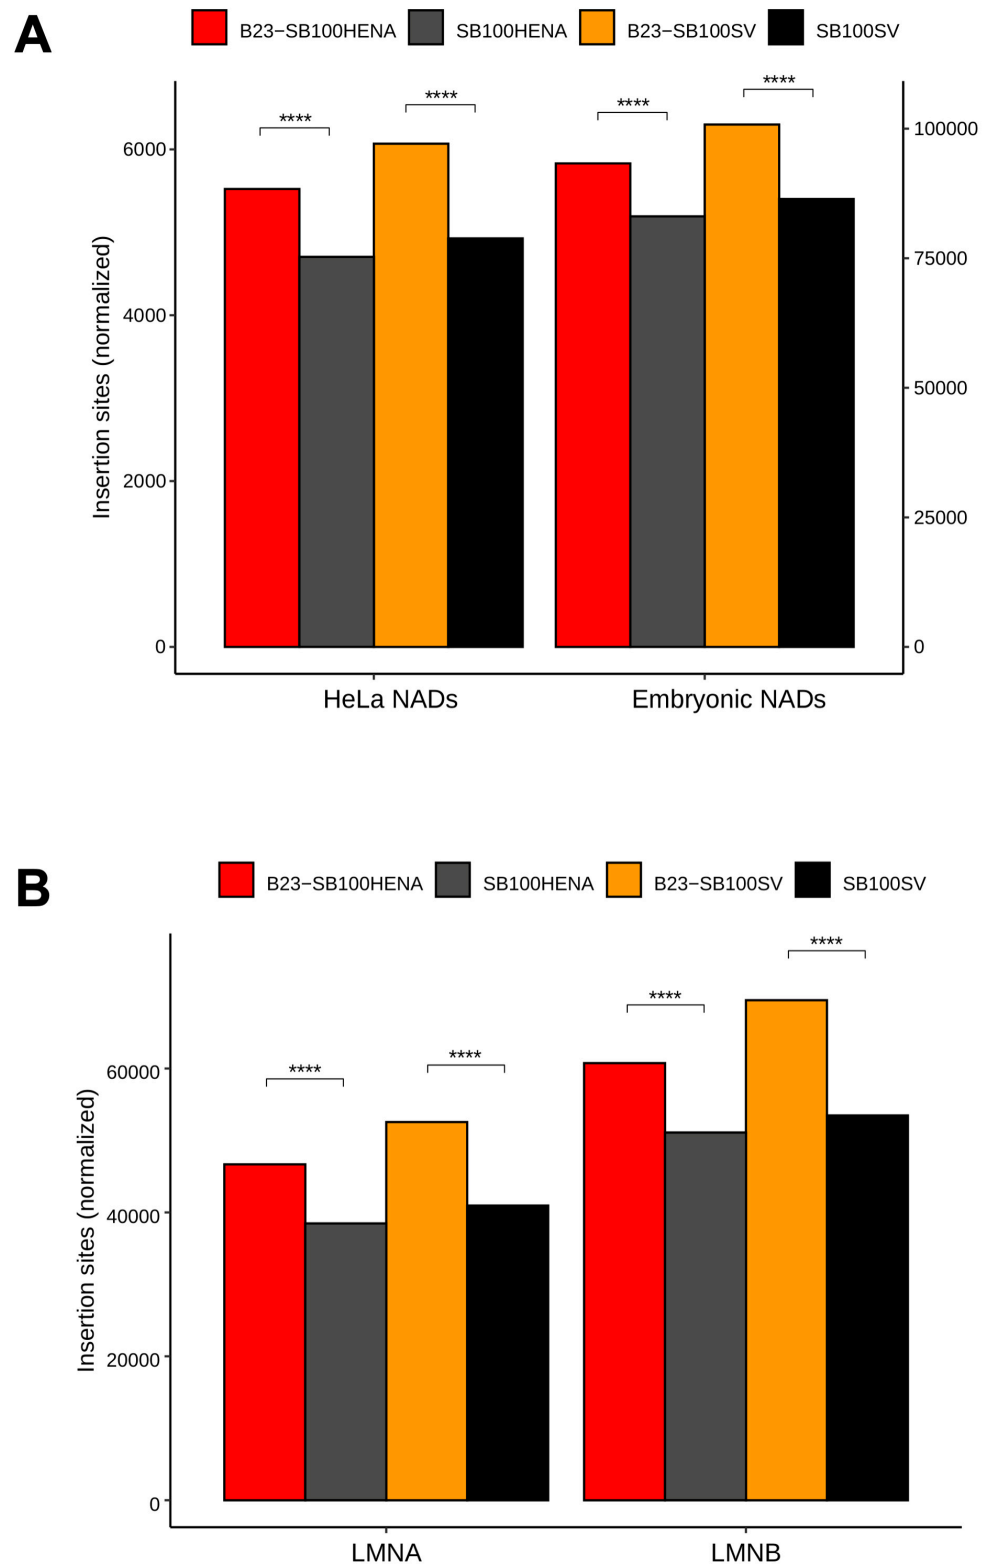 A
B23−SB100HENA SB100HENA B23−SB100SV SB100SV
**** **** **** ****
Insertion sites (normalized)
6000
4000
2000
0
100000
75000
50000
25000
0
HeLa NADs Embryonic NADs
B
B23−SB100HENA SB100HENA B23−SB100SV SB100SV
**** **** **** ****
Insertion sites (normalized)
60000
40000
20000
0
LMNA LMNB